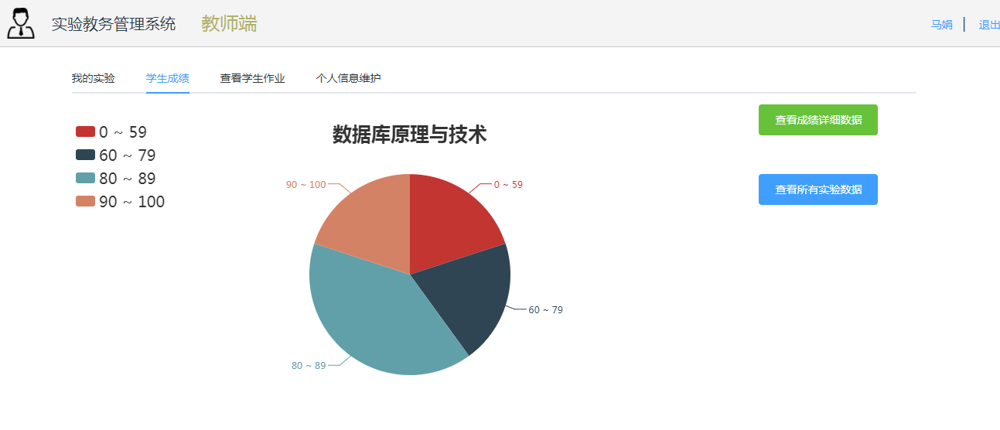 实验教务管理系统 教师端 马娟 | 退出
我的实验 学生成绩 查看学生作业 个人信息维护
查看成绩详细数据
查看所有实验数据
0 ~ 59
60 ~ 79
80 ~ 89
90 ~ 100
数据库原理与技术
90 ~ 100
0 ~ 59
60 ~ 79
80 ~ 89